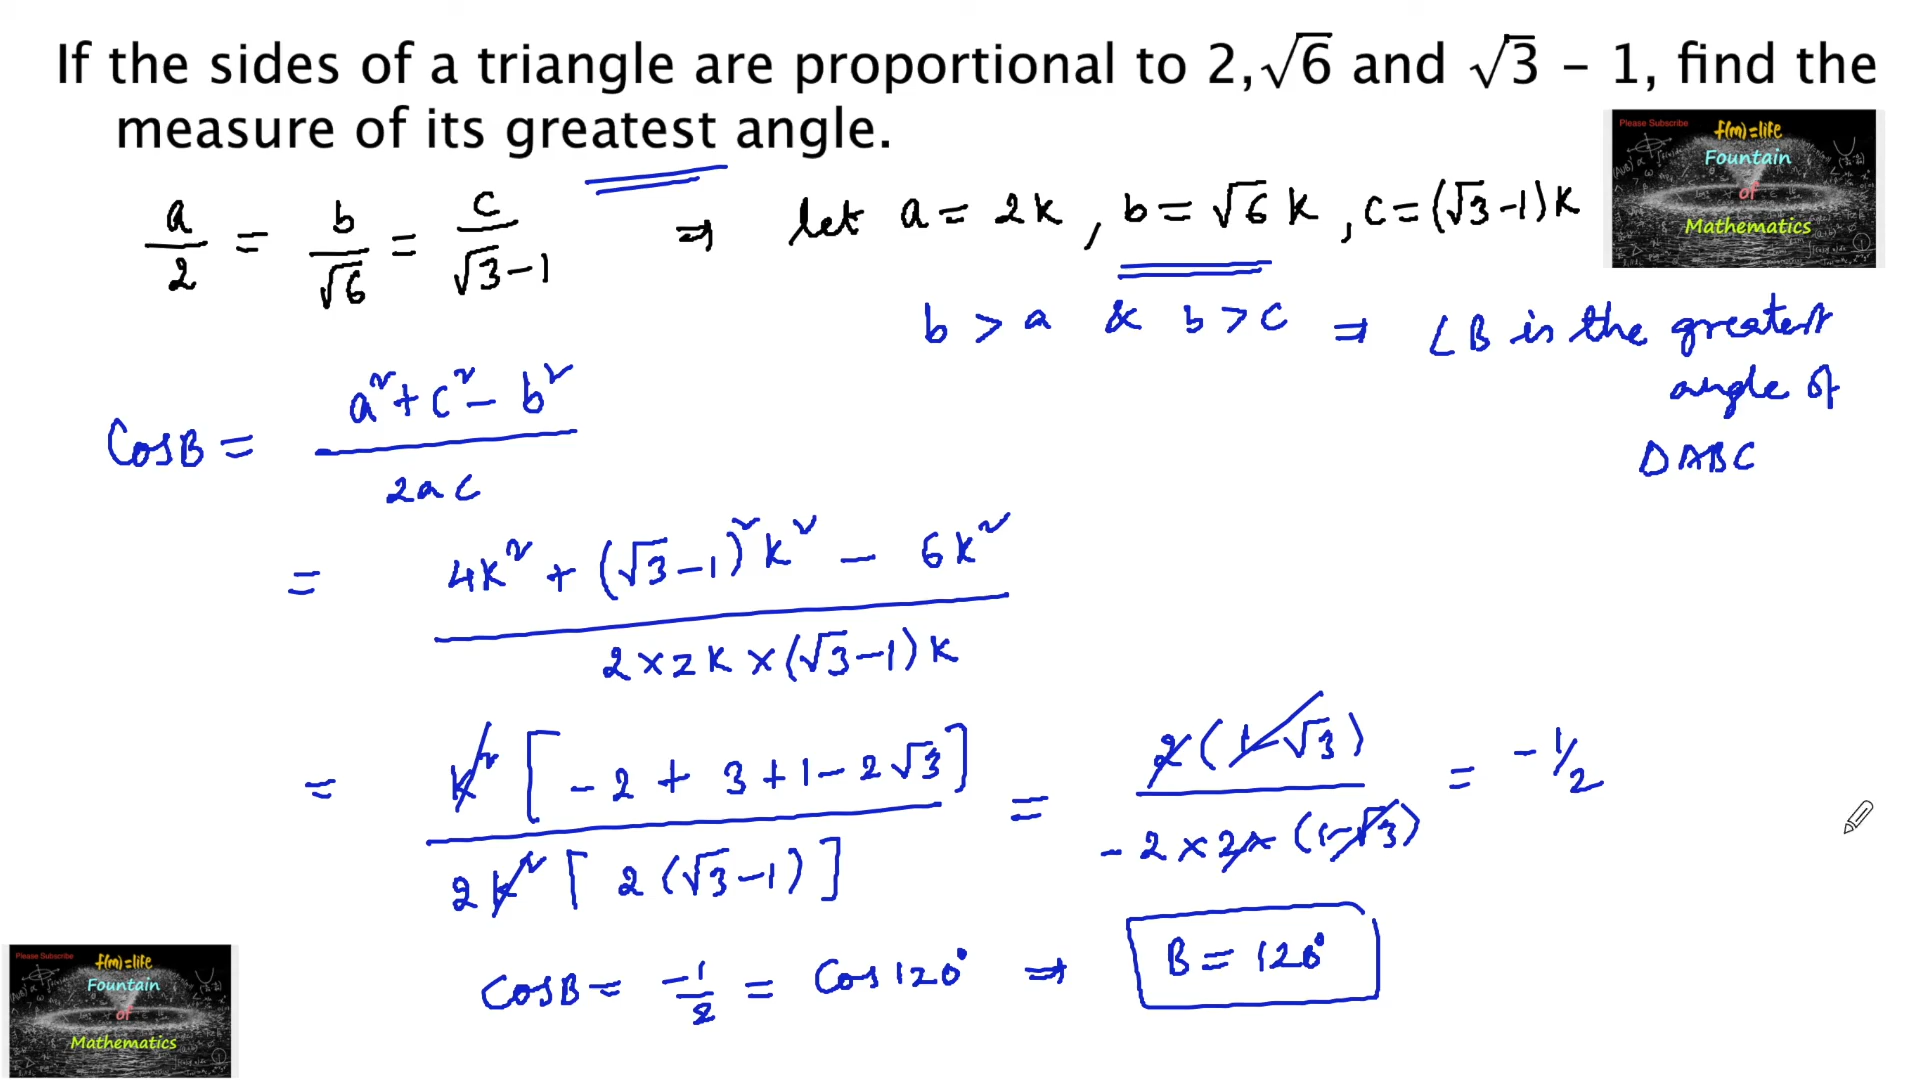 If the sides of a triangle are proportional to 2,√6 and √3 – 1, find the
measure of its greatest angle.
Please Subscribe
f(m)=life
Fountain
of
Mathematics
a/2 = b/√6 = c/(√3-1) ⇒ let a = 2k, b = √6 k, c = (√3-1)k
b > a & b > c ⇒ ∠B is the greatest
angle of
ΔABC
CosB = (a²+c²-b²)/(2ac)
= (4k² + (√3-1)²k² - 6k²)/(2×2k×(√3-1)k)
= k²[-2+3+1-2√3]/2k²[2(√3-1)] = 2(1-√3)/-2×2×(1-√3) = -1/2
CosB = -1/2 = Cos120° ⇒ B = 120°
Please Subscribe
f(m)=life
Fountain
of
Mathematics